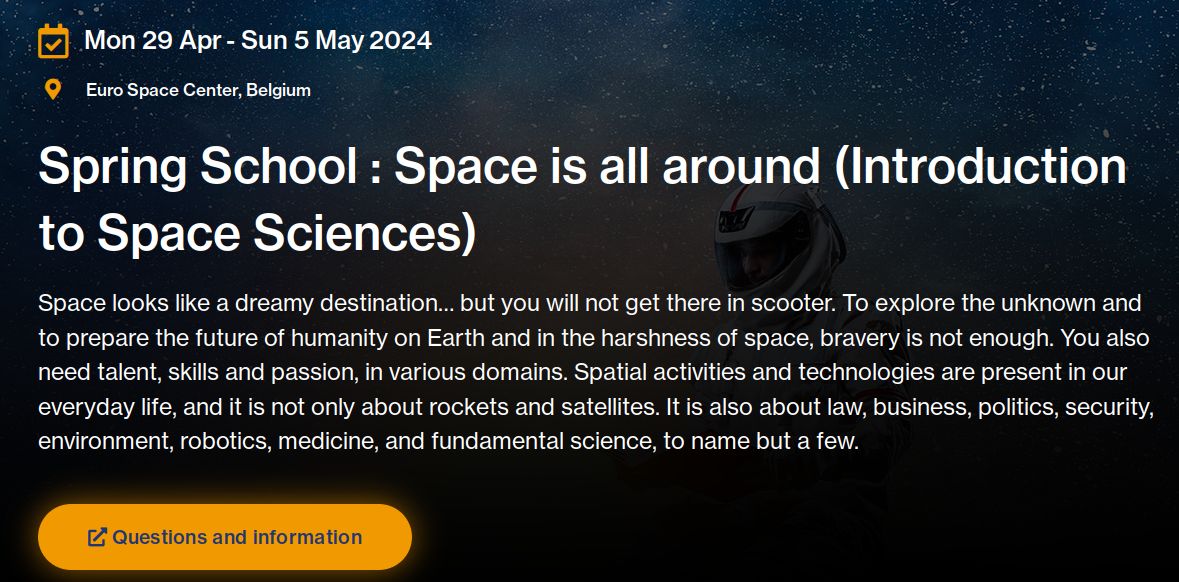 Mon 29 Apr - Sun 5 May 2024
Euro Space Center, Belgium
Spring School : Space is all around (Introduction
to Space Sciences)
Space looks like a dreamy destination... but you will not get there in scooter. To explore the unknown and
to prepare the future of humanity on Earth and in the harshness of space, bravery is not enough. You also
need talent, skills and passion, in various domains. Spatial activities and technologies are present in our
everyday life, and it is not only about rockets and satellites. It is also about law, business, politics, security,
environment, robotics, medicine, and fundamental science, to name but a few.
Questions and information